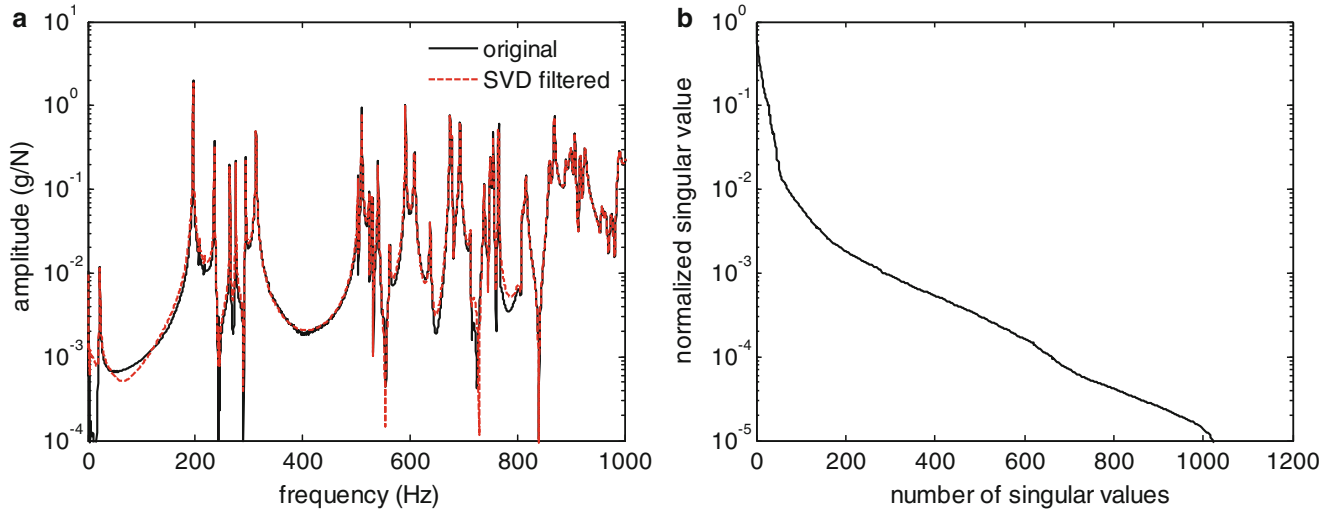 a
10^1
10^0
10^-1
10^-2
10^-3
10^-4
amplitude (g/N)
original
SVD filtered
0 200 400 600 800 1000
frequency (Hz)
b
10^0
10^-1
10^-2
10^-3
10^-4
10^-5
normalized singular value
0 200 400 600 800 1000 1200
number of singular values